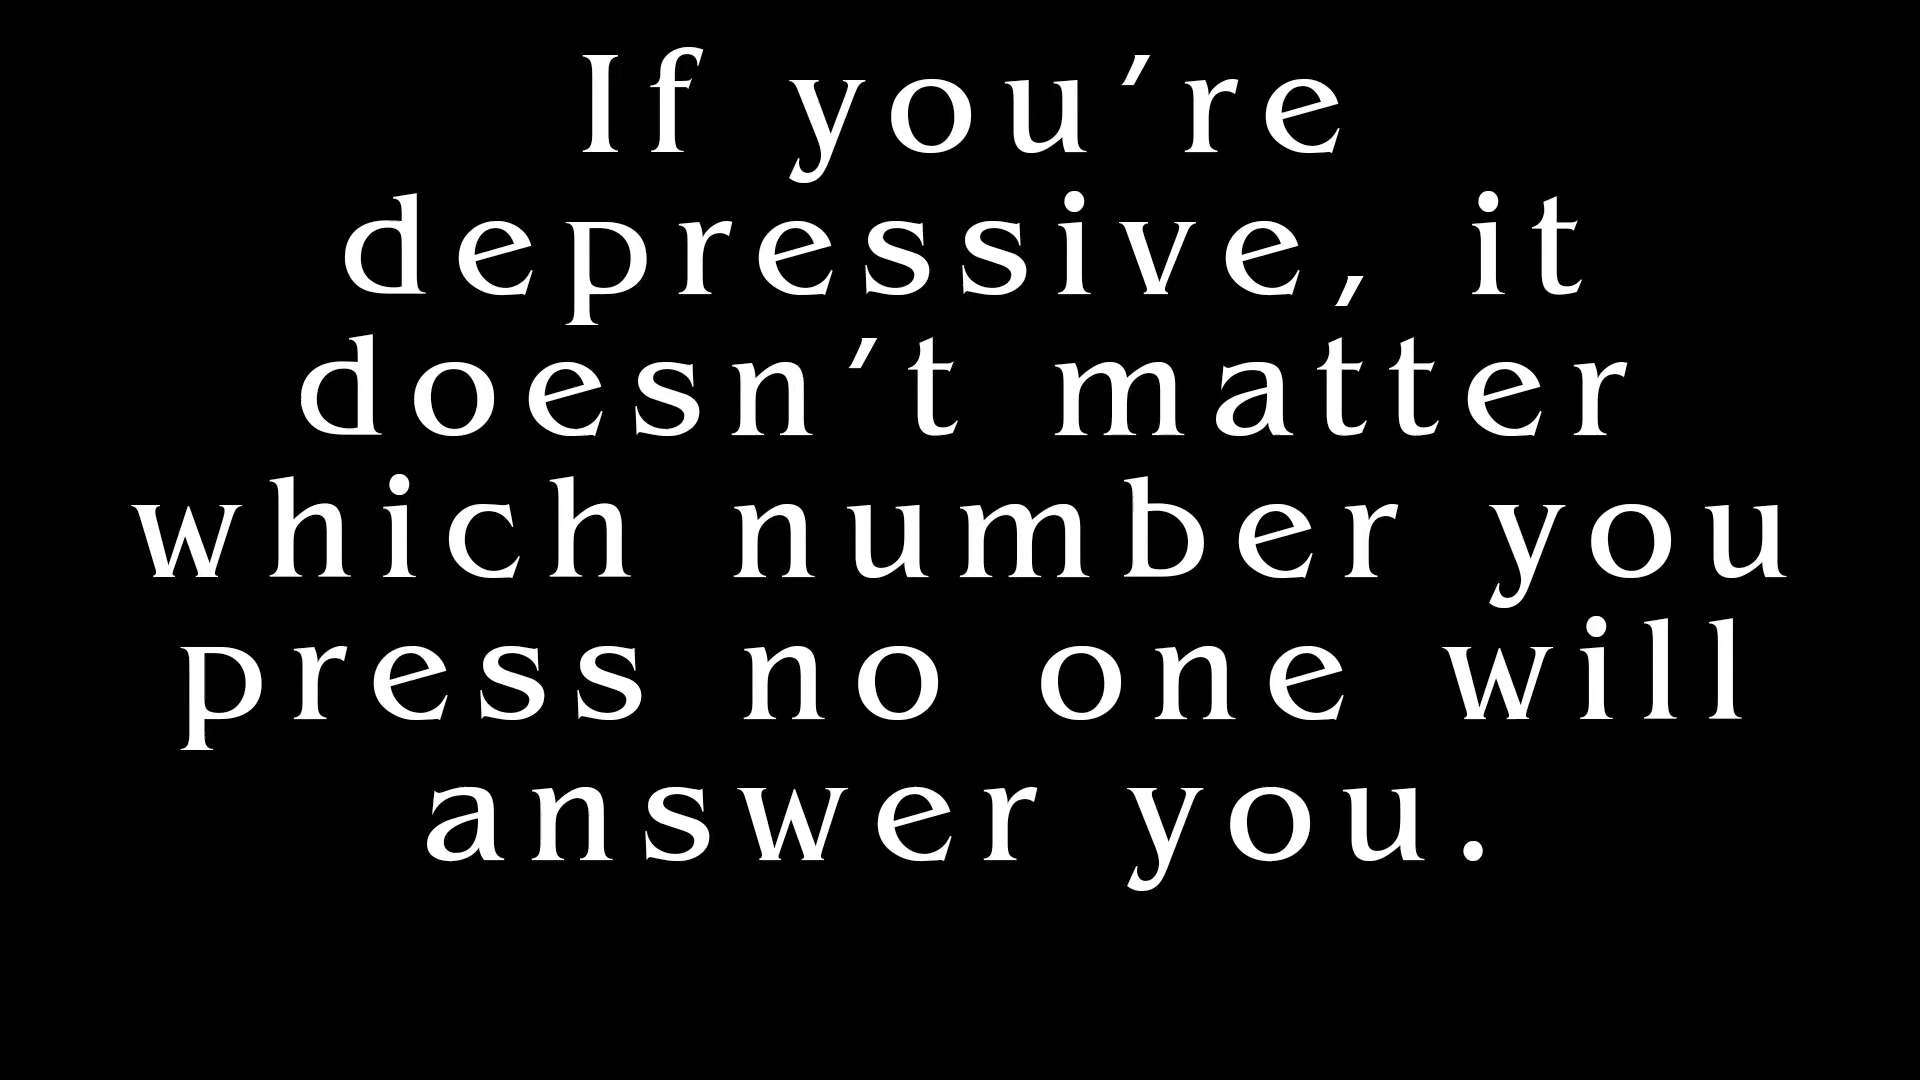 If you’re
depressive, it
doesn’t matter
which number you
press no one will
answer you.